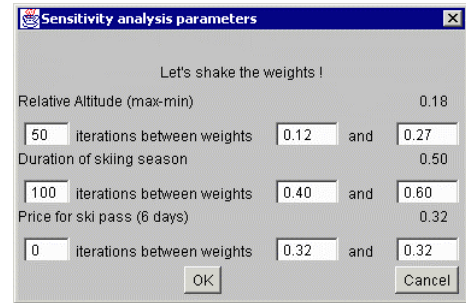 Sensitivity analysis parameters
Let's shake the weights !
Relative Altitude (max-min) 0.18
50 iterations between weights 0.12 and 0.27
Duration of skiing season 0.50
100 iterations between weights 0.40 and 0.60
Price for ski pass (6 days) 0.32
0 iterations between weights 0.32 and 0.32
OK Cancel